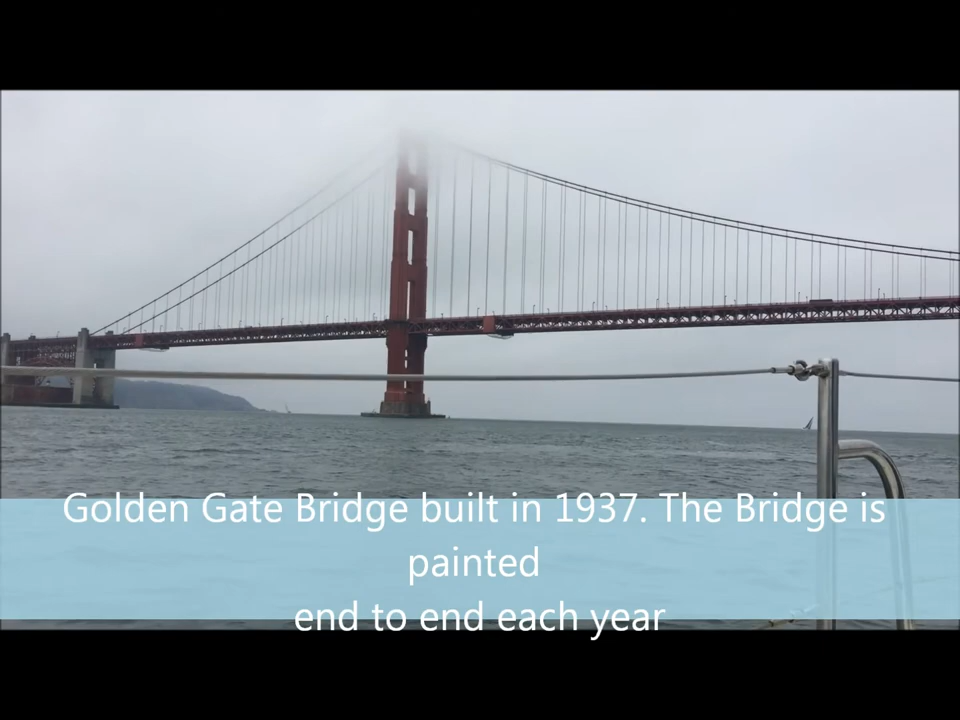 Golden Gate Bridge built in 1937. The Bridge is
painted
end to end each year